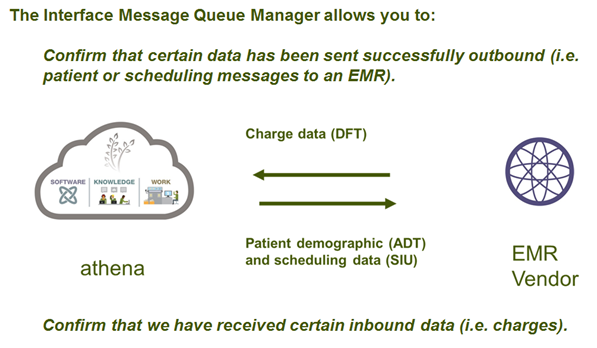 The Interface Message Queue Manager allows you to:
Confirm that certain data has been sent successfully outbound (i.e.
patient or scheduling messages to an EMR).
Charge data (DFT)
SOFTWARE
KNOWLEDGE
WORK
Patient demographic (ADT)
and scheduling data (SIU)
athena
EMR
Vendor
Confirm that we have received certain inbound data (i.e. charges).